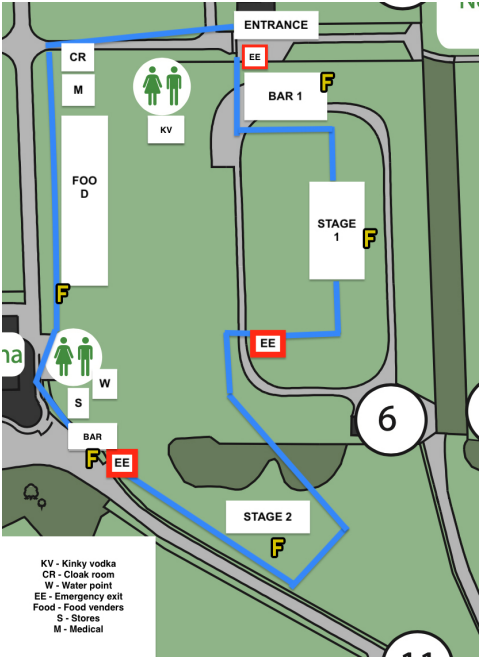 ENTRANCE
CR
EE
F
M
BAR 1
KV
FOO
D
STAGE
1
F
F
EE
na
W
S
6
BAR
F
EE
STAGE 2
F
KV - Kinky vodka
CR - Cloak room
W - Water point
EE - Emergency exit
Food - Food venders
S - Stores
M - Medical